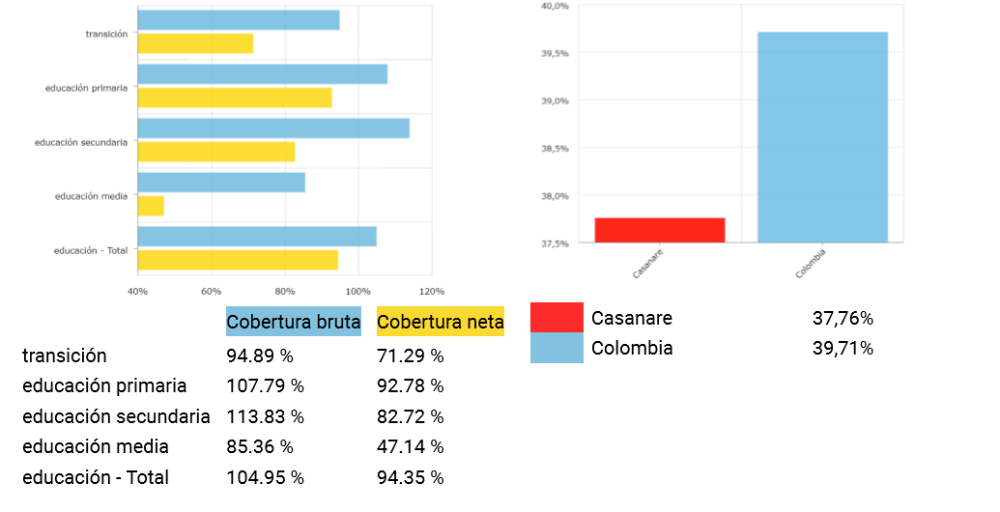 transición
educación primaria
educación secundaria
educación media
educación - Total
40% 60% 80% 100% 120%
Cobertura bruta Cobertura neta
transición 94.89 % 71.29 %
educación primaria 107.79 % 92.78 %
educación secundaria 113.83 % 82.72 %
educación media 85.36 % 47.14 %
educación - Total 104.95 % 94.35 %
40,0%
39,5%
39,0%
38,5%
38,0%
37,5%
Casanare Colombia
Casanare 37,76%
Colombia 39,71%